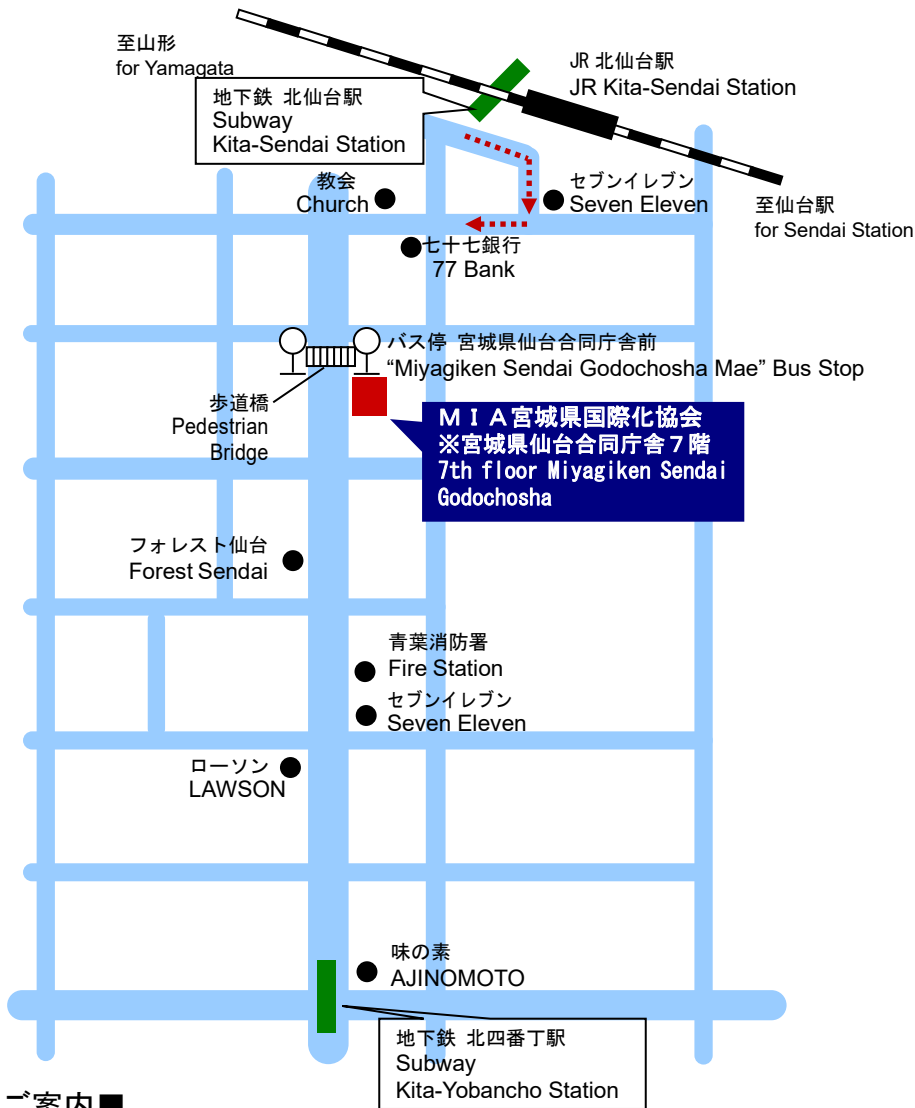 至山形
for Yamagata
JR 北仙台駅
JR Kita-Sendai Station
地下鉄 北仙台駅
Subway
Kita-Sendai Station
教会
Church
セブンイレブン
Seven Eleven
至仙台駅
for Sendai Station
七十七銀行
77 Bank
バス停 宮城県仙台合同庁舎前
“Miyagiken Sendai Godochosha Mae” Bus Stop
歩道橋
Pedestrian
Bridge
ＭＩＡ宮城県国際化協会
※宮城県仙台合同庁舎７階
7th floor Miyagiken Sendai
Godochosha
フォレスト仙台
Forest Sendai
青葉消防署
Fire Station
セブンイレブン
Seven Eleven
ローソン
LAWSON
味の素
AJINOMOTO
地下鉄 北四番丁駅
Subway
Kita-Yobancho Station
ご案内■